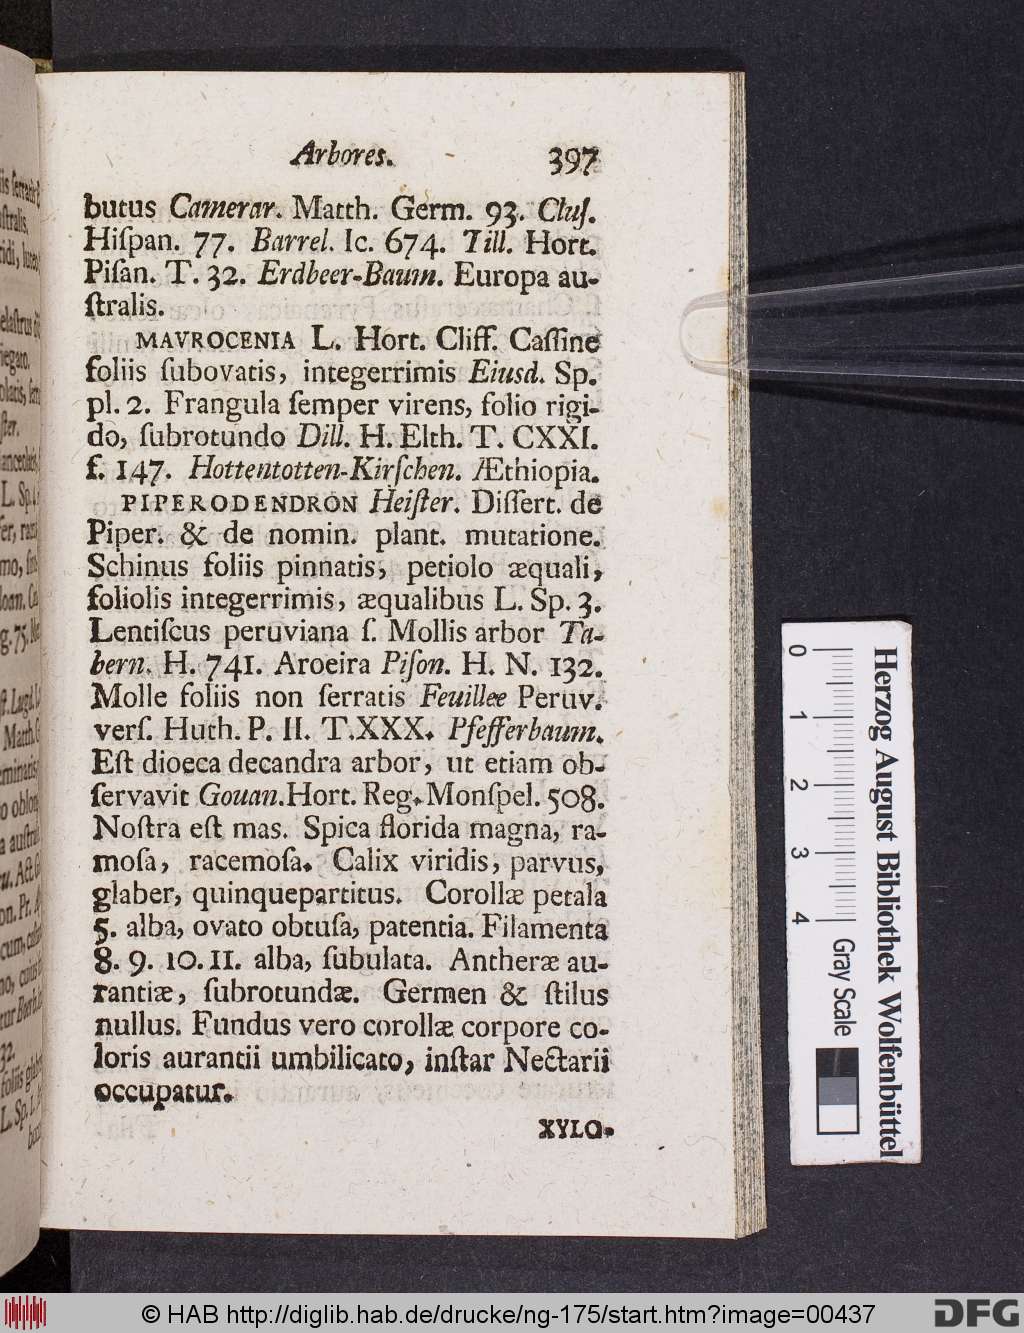 Arbores. 397
butus Camerar. Matth. Germ. 93. Cluſ.
Hiſpan. 77. Barrel. Ic. 674. Till. Hort.
Piſan. T. 32. Erdbeer-Baum. Europa au-
ſtralis.
MAVROCENIA L. Hort. Cliff. Caſſine
foliis ſubovatis, integerrimis Eiusd. Sp.
pl. 2. Frangula ſemper virens, folio rigi-
do, ſubrotundo Dill. H. Elth. T. CXXI.
f. 147. Hottentotten-Kirſchen. Æthiopia.
PIPERODENDRON Heiſter. Diſſert. de
Piper. & de nomin. plant. mutatione.
Schinus foliis pinnatis, petiolo æquali,
foliolis integerrimis, æqualibus L. Sp. 3.
Lentiſcus peruviana ſ. Mollis arbor Ta-
bern. H. 741. Aroeira Piſon. H. N. 132.
Molle foliis non ſerratis Feuillee Peruv.
verſ. Huth. P. II. T.XXX. Pfefferbaum.
Eſt dioeca decandra arbor, ut etiam ob-
ſervavit Gouan. Hort. Reg. Monſpel. 508.
Noſtra eſt mas. Spica florida magna, ra-
moſa, racemoſa. Calix viridis, parvus,
glaber, quinquepartitus. Corollæ petala
5. alba, ovato obtuſa, patentia. Filamenta
8. 9. 10. 11. alba, ſubulata. Antheræ au-
rantiæ, ſubrotundæ. Germen & ſtilus
nullus. Fundus vero corollæ corpore co-
loris aurantii umbilicato, inſtar Nectarii
occupatur.
XYLO-
Herzog August Bibliothek Wolfenbüttel
0 1 2 3 4 Gray Scale
© HAB http://diglib.hab.de/drucke/ng-175/start.htm?image=00437
DFG